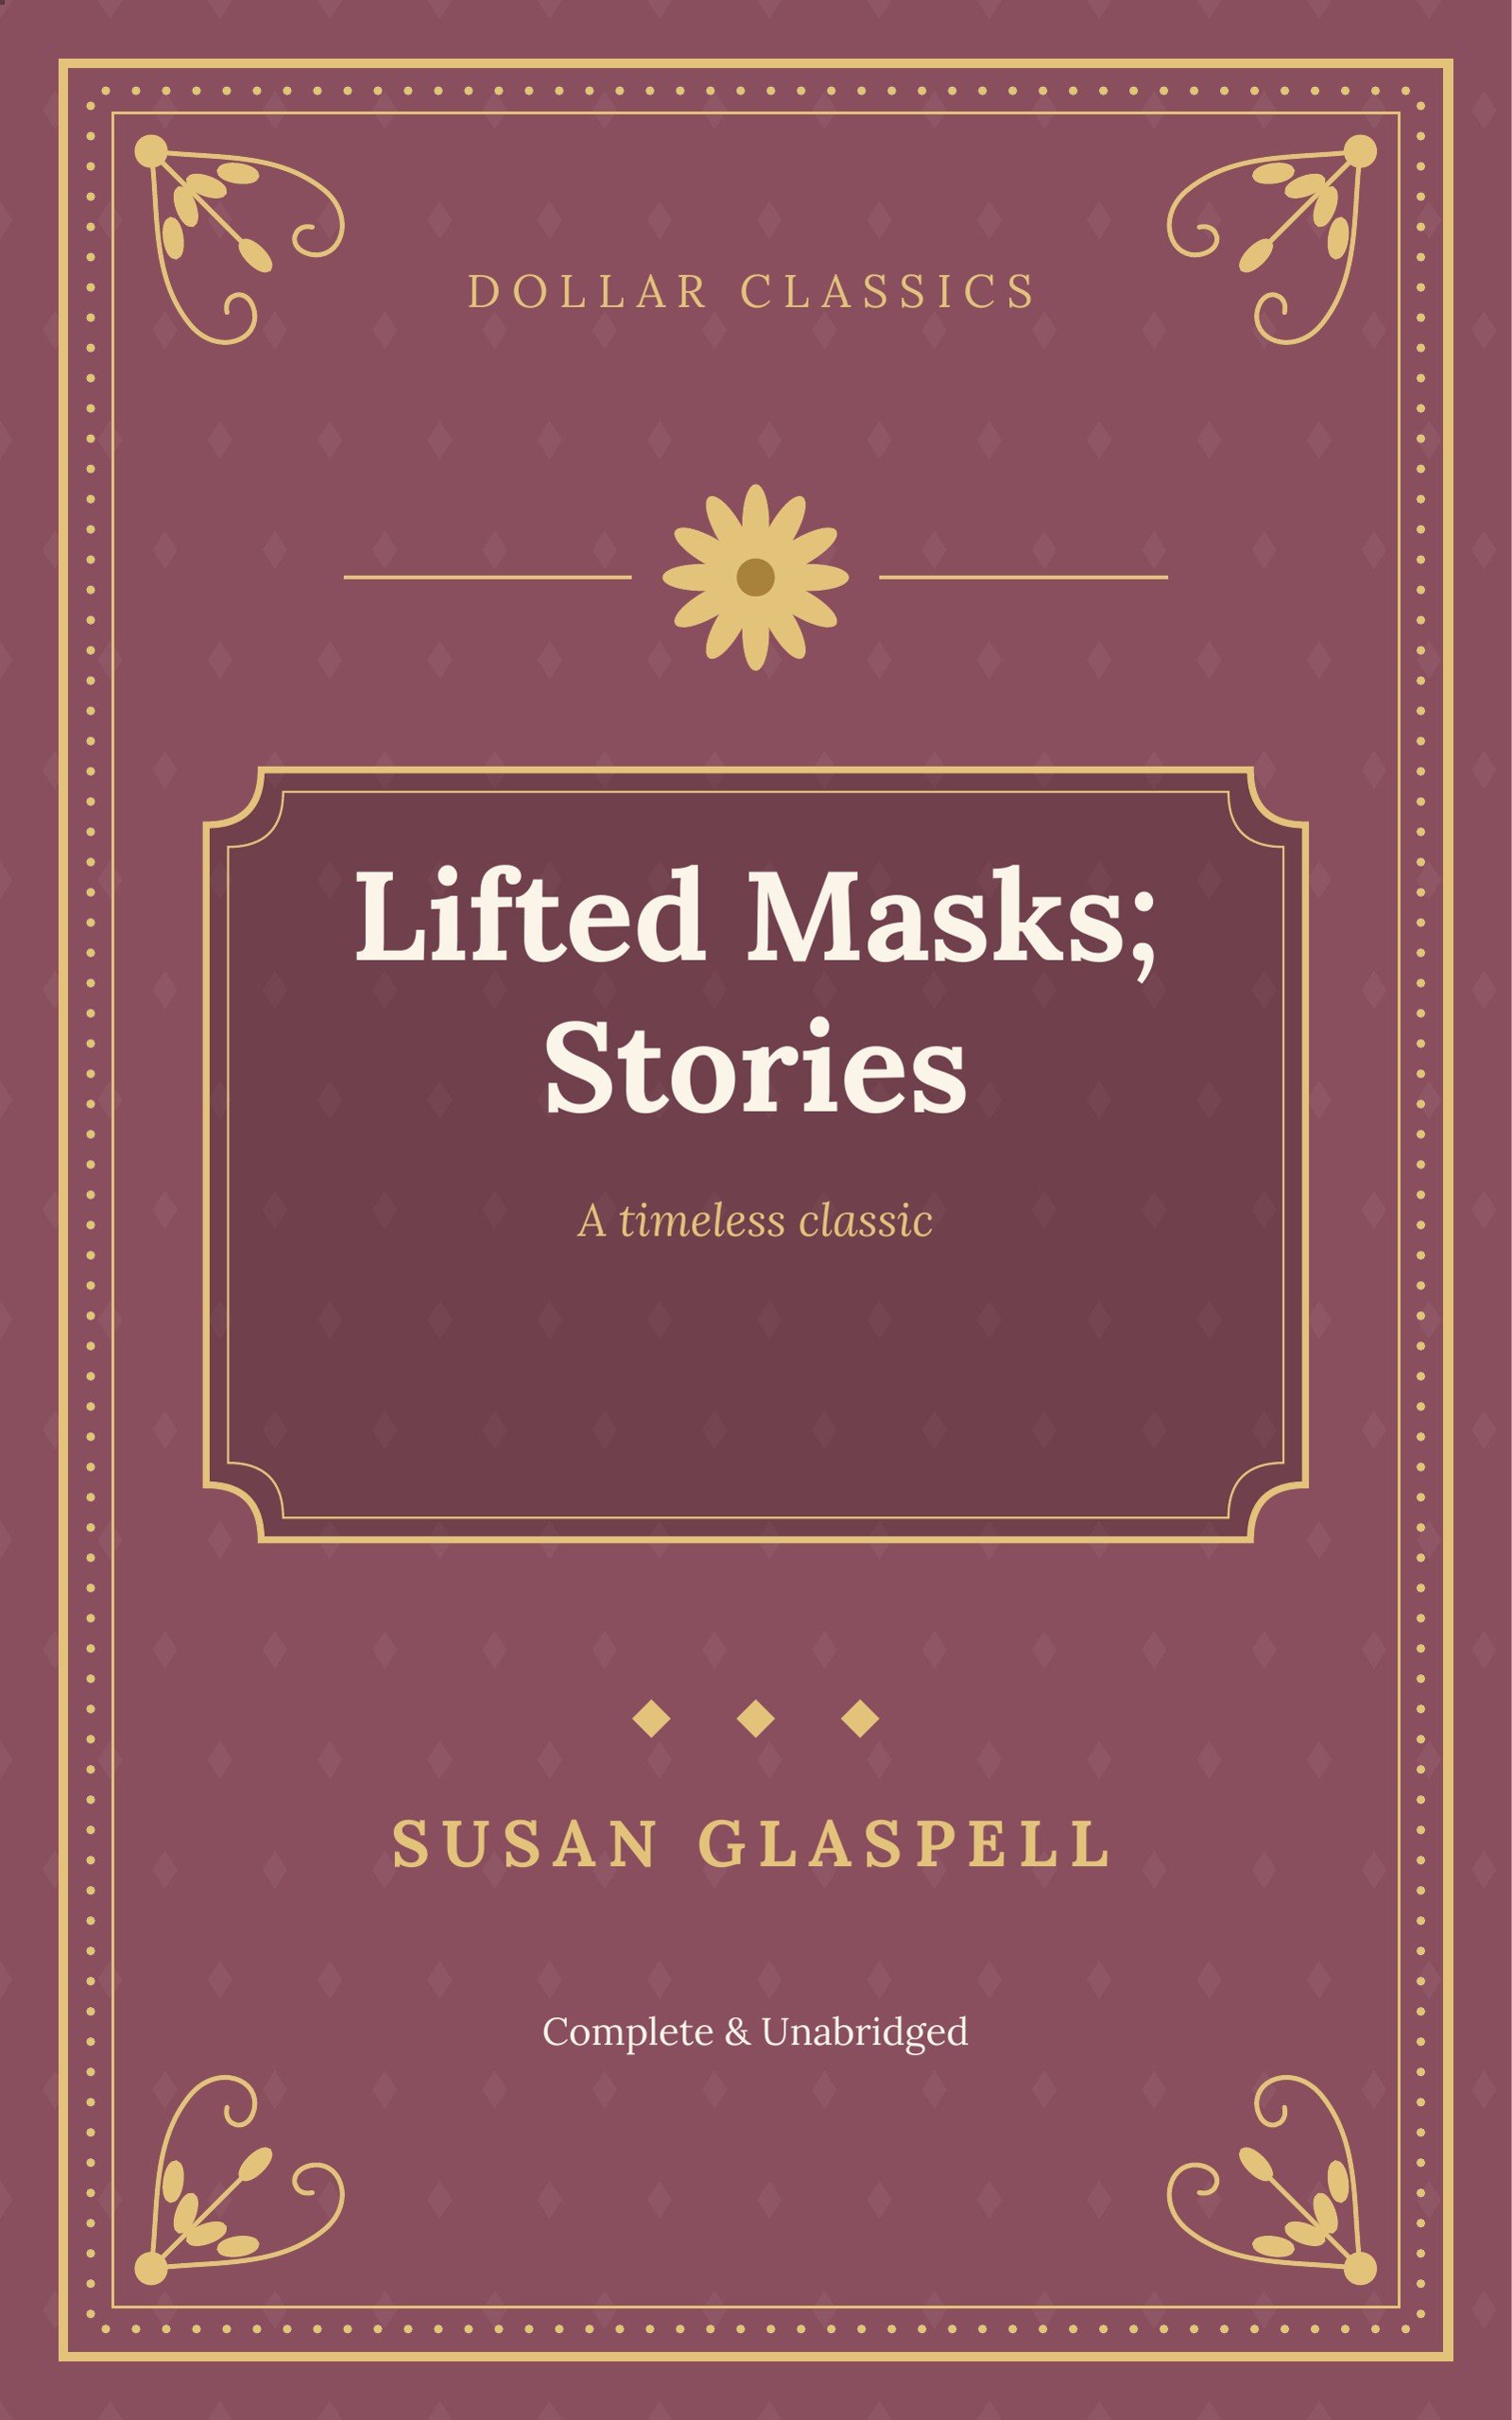 DOLLAR CLASSICS
Lifted Masks;
Stories
A timeless classic
SUSAN GLASPELL
Complete & Unabridged